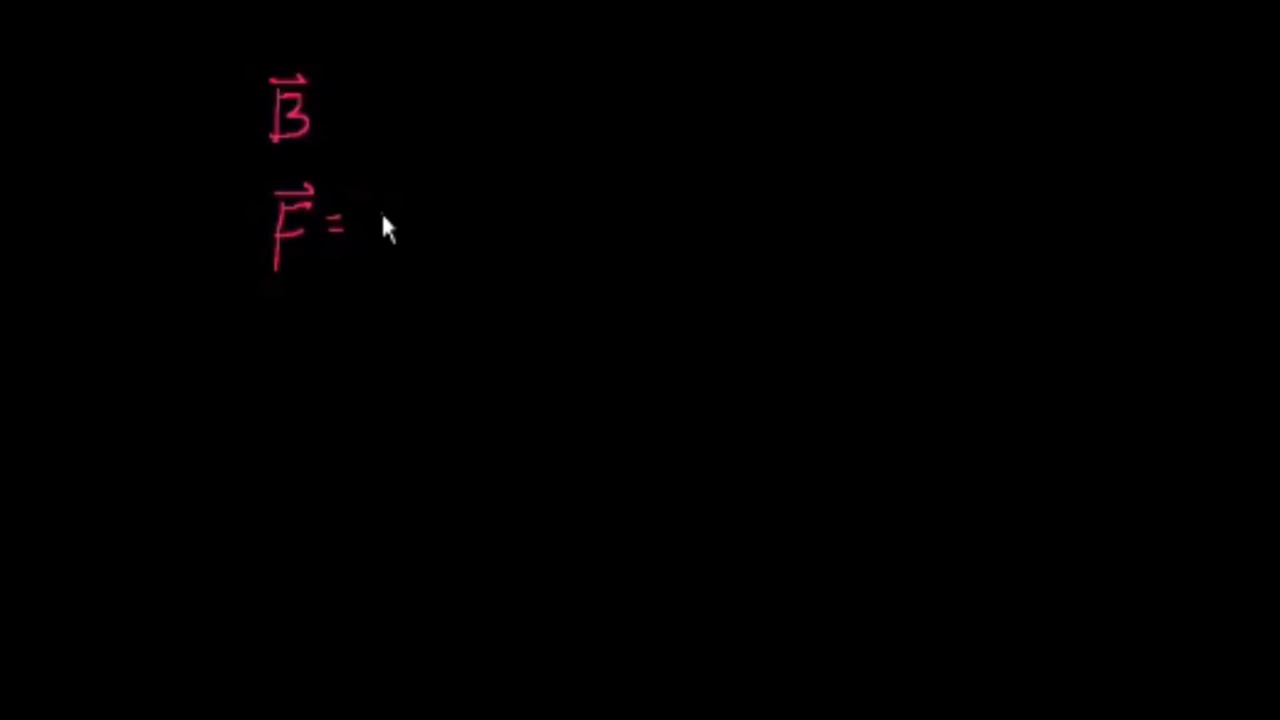 B⃗
F⃗ =